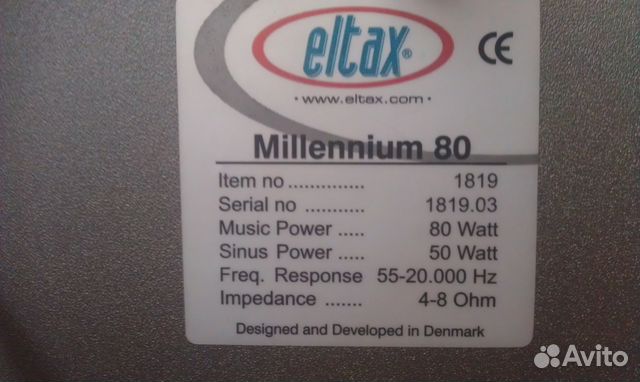 eltax®
CE
· www.eltax.com ·
Millennium 80
Item no .............. 1819
Serial no ........... 1819.03
Music Power ..... 80 Watt
Sinus Power ..... 50 Watt
Freq. Response 55-20.000 Hz
Impedance ....... 4-8 Ohm
Designed and Developed in Denmark
Avito